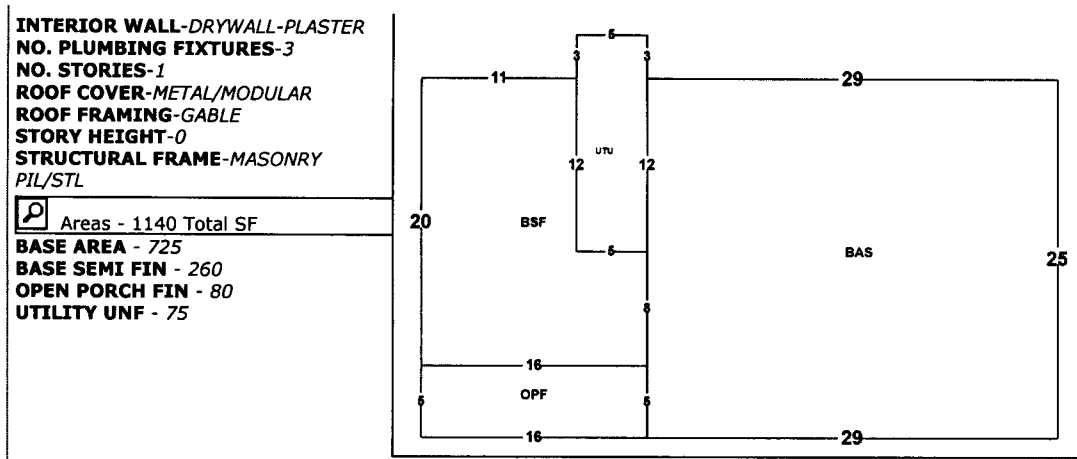 INTERIOR WALL-DRYWALL-PLASTER
NO. PLUMBING FIXTURES-3
NO. STORIES-1
ROOF COVER-METAL/MODULAR
ROOF FRAMING-GABLE
STORY HEIGHT-0
STRUCTURAL FRAME-MASONRY
PIL/STL
Areas - 1140 Total SF
BASE AREA - 725
BASE SEMI FIN - 260
OPEN PORCH FIN - 80
UTILITY UNF - 75
5
3 3
11 29
12 UTU 12
20 BSF
5 BAS 25
8
16
OPF
5 5
16 29